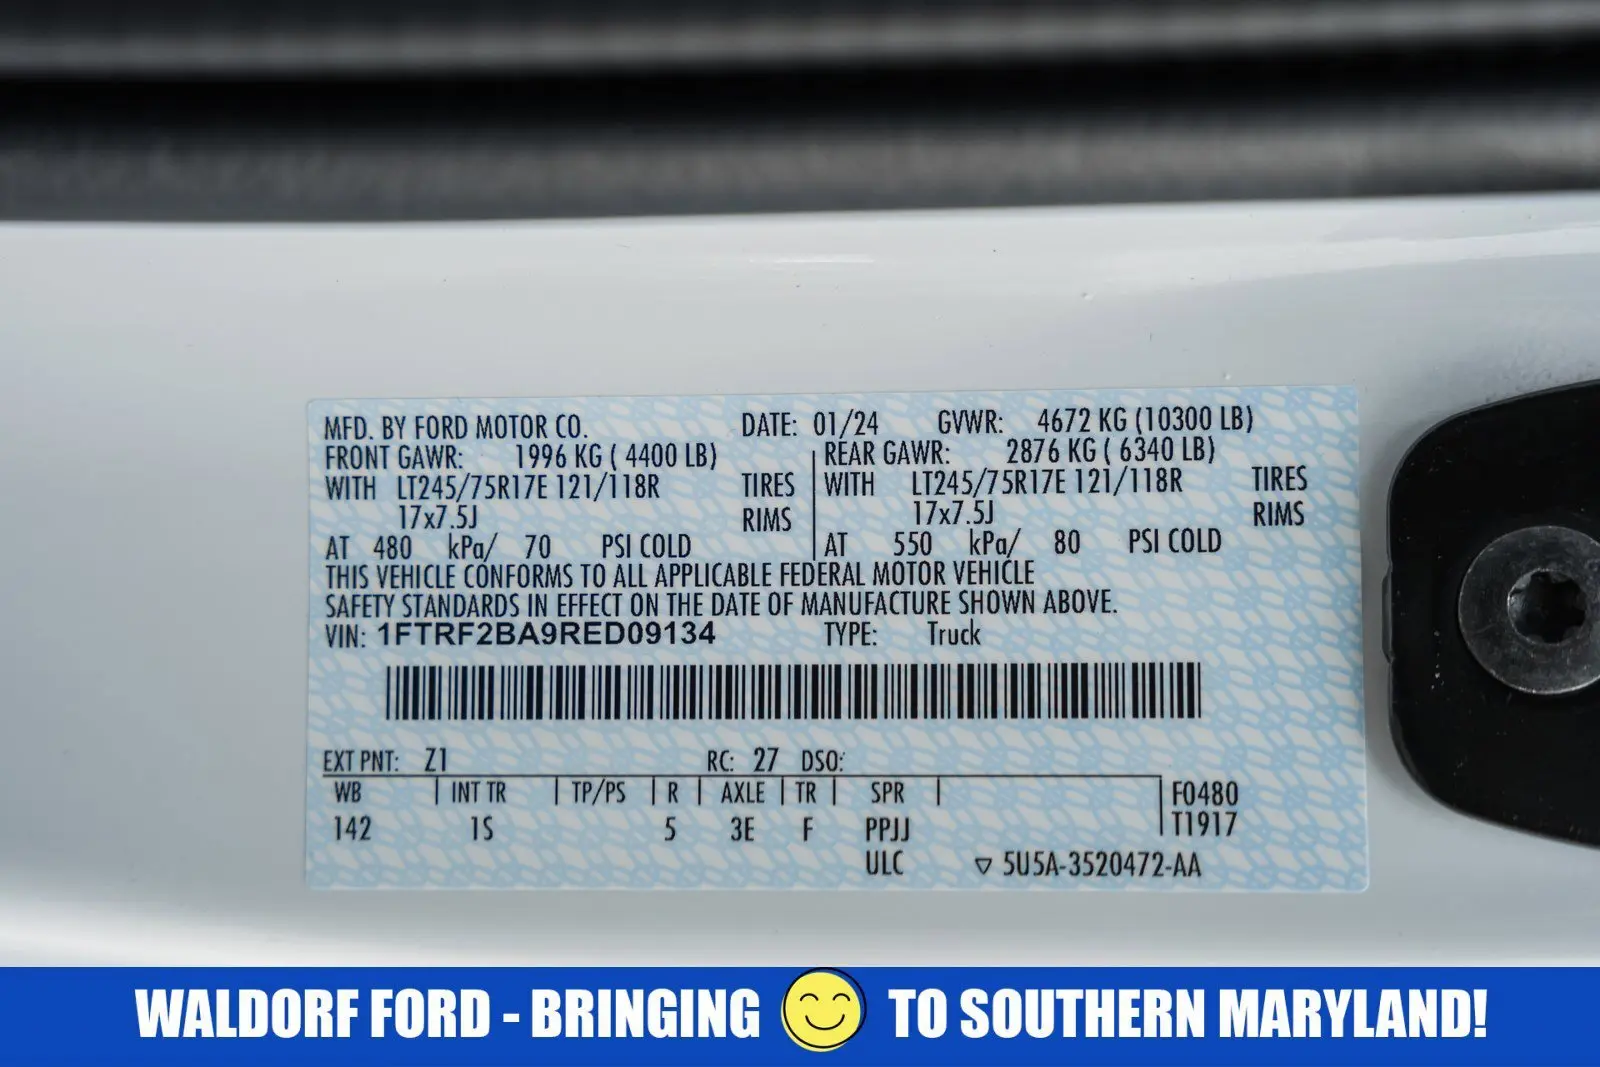 MFD. BY FORD MOTOR CO. DATE: 01/24 GVWR: 4672 KG (10300 LB)
FRONT GAWR: 1996 KG ( 4400 LB) REAR GAWR: 2876 KG ( 6340 LB)
WITH LT245/75R17E 121/118R TIRES WITH LT245/75R17E 121/118R TIRES
17x7.5J RIMS 17x7.5J RIMS
AT 480 kPa/ 70 PSI COLD AT 550 kPa/ 80 PSI COLD
THIS VEHICLE CONFORMS TO ALL APPLICABLE FEDERAL MOTOR VEHICLE
SAFETY STANDARDS IN EFFECT ON THE DATE OF MANUFACTURE SHOWN ABOVE.
VIN: 1FTRF2BA9RED09134 TYPE: Truck
EXT PNT: Z1 RC: 27 DSO:
WB INT TR TP/PS R AXLE TR SPR F0480
142 1S 5 3E F PPJJ T1917
ULC ▽ 5U5A-3520472-AA
WALDORF FORD - BRINGING TO SOUTHERN MARYLAND!